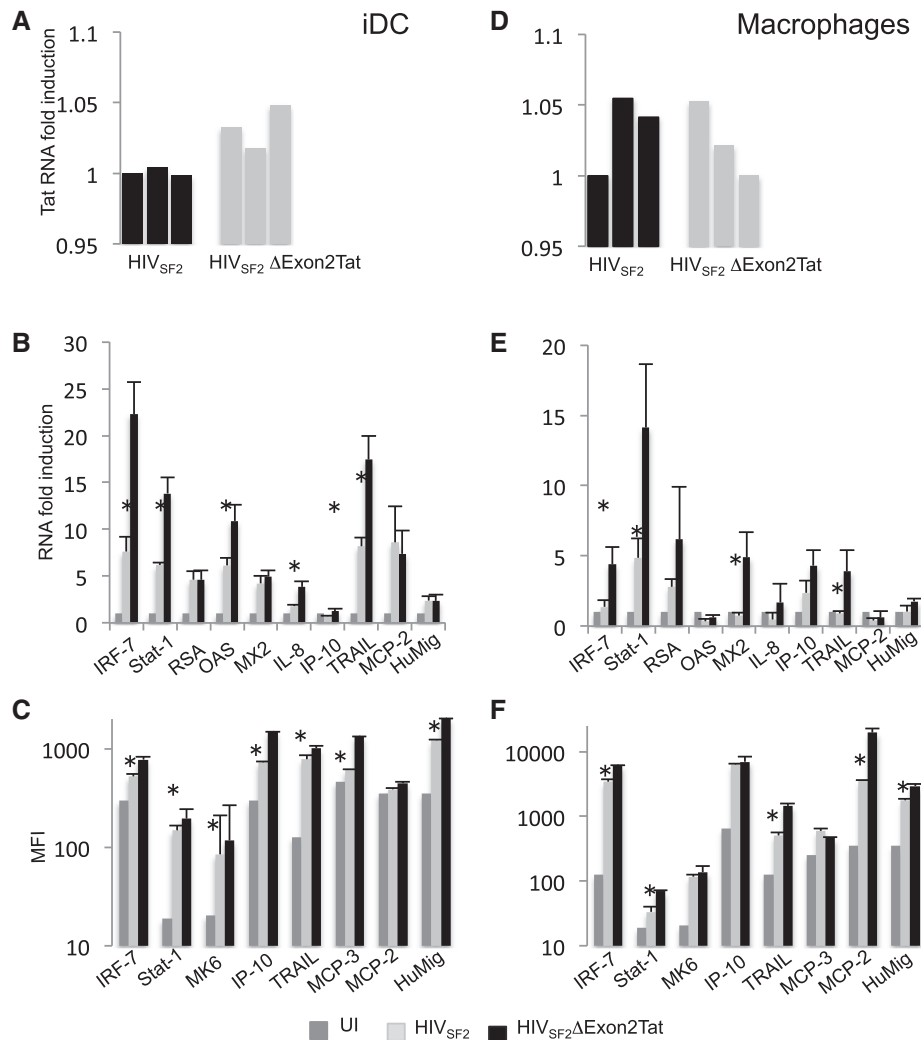 A
iDC
Tat RNA fold induction
1.1
1.05
1
0.95
HIVSF2
HIVSF2 ΔExon2Tat
D
Macrophages
1.1
1.05
1
0.95
HIVSF2
HIVSF2 ΔExon2Tat
B
RNA fold induction
30
25
20
15
10
5
0
* * * * * *
IRF-7 Stat-1 RSA OAS MX2 IL-8 IP-10 TRAIL MCP-2 HuMig
E
20
15
10
5
0
* * * *
IRF-7 Stat-1 RSA OAS MX2 IL-8 IP-10 TRAIL MCP-2 HuMig
C
MFI
1000
100
10
* * * * * * *
IRF-7 Stat-1 MK6 IP-10 TRAIL MCP-3 MCP-2 HuMig
F
10000
1000
100
10
* * * * *
IRF-7 Stat-1 MK6 IP-10 TRAIL MCP-3 MCP-2 HuMig
UI HIVSF2 HIVSF2ΔExon2Tat